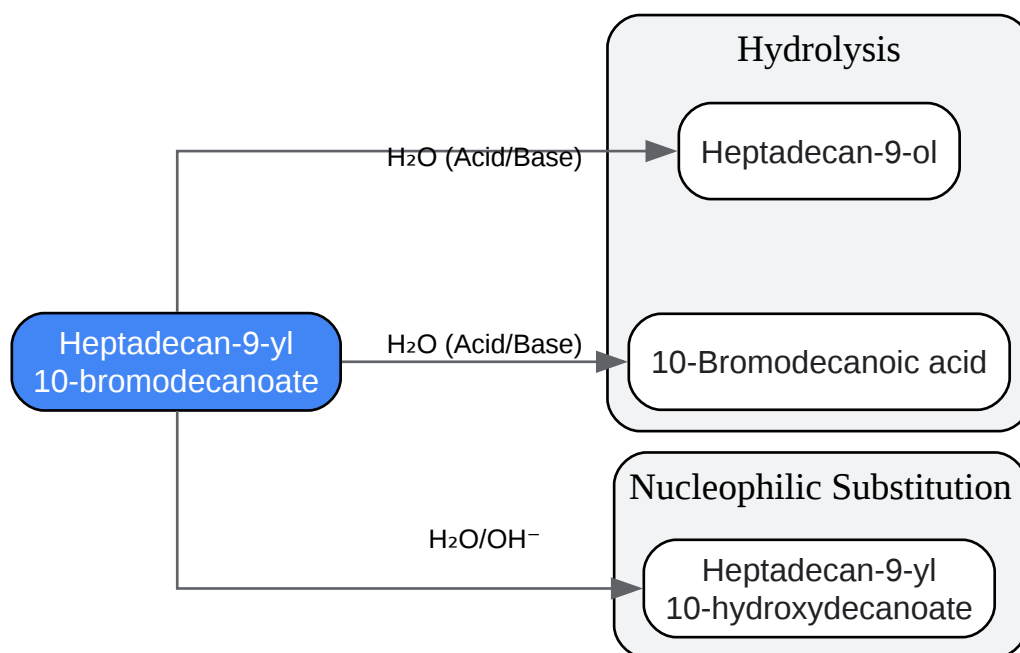 Hydrolysis
H₂O (Acid/Base)
Heptadecan-9-ol
Heptadecan-9-yl
10-bromodecanoate
H₂O (Acid/Base)
10-Bromodecanoic acid
Nucleophilic Substitution
H₂O/OH⁻
Heptadecan-9-yl
10-hydroxydecanoate